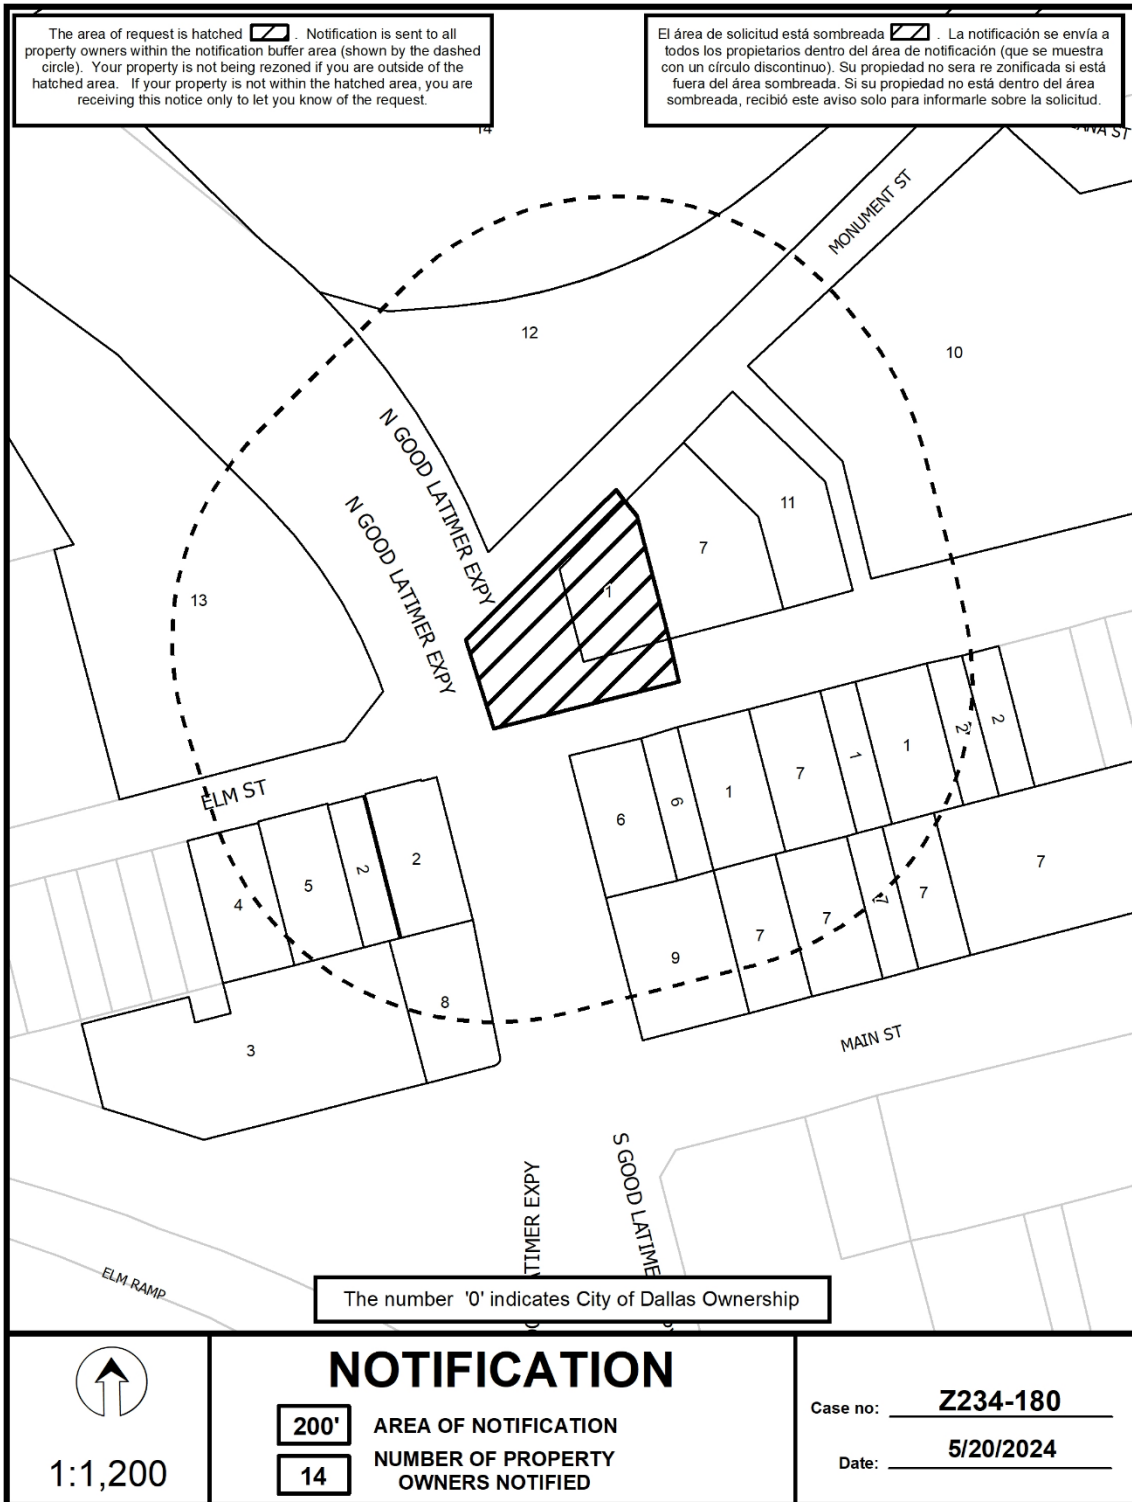 The area of request is hatched . Notification is sent to all
property owners within the notification buffer area (shown by the dashed
circle). Your property is not being rezoned if you are outside of the
hatched area. If your property is not within the hatched area, you are
receiving this notice only to let you know of the request.
El área de solicitud está sombreada . La notificación se envía a
todos los propietarios dentro del área de notificación (que se muestra
con un círculo discontinuo). Su propiedad no sera re zonificada si está
fuera del área sombreada. Si su propiedad no está dentro del área
sombreada, recibió este aviso solo para informarle sobre la solicitud.
14
MONUMENT ST
12
10
N GOOD LATIMER EXPY
N GOOD LATIMER EXPY
11
7
1
13
ELM ST
2
2
1
1
7
1
6
6
2
2
5
4
7
7
7
7
7
9
8
3
MAIN ST
S GOOD LATIME
TIMER EXPY
ELM RAMP
The number '0' indicates City of Dallas Ownership
1:1,200
NOTIFICATION
200' AREA OF NOTIFICATION
14 NUMBER OF PROPERTY
OWNERS NOTIFIED
Case no: Z234-180
Date: 5/20/2024